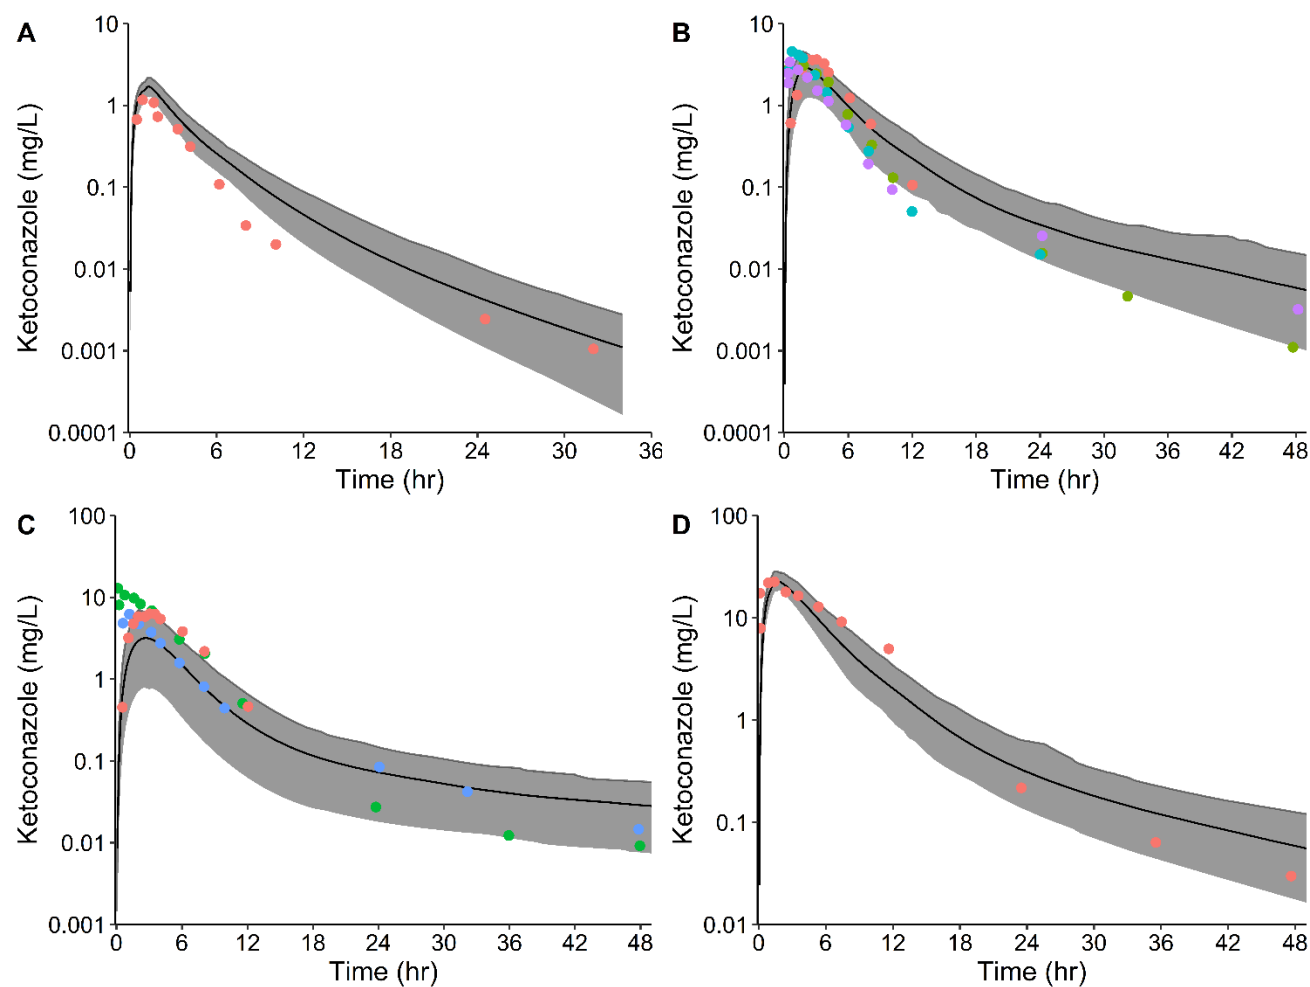 A
Ketoconazole (mg/L)
10
1
0.1
0.01
0.001
0.0001
0 6 12 18 24 30 36
Time (hr)
B
Ketoconazole (mg/L)
10
1
0.1
0.01
0.001
0.0001
0 6 12 18 24 30 36 42 48
Time (hr)
C
Ketoconazole (mg/L)
100
10
1
0.1
0.01
0.001
0 6 12 18 24 30 36 42 48
Time (hr)
D
Ketoconazole (mg/L)
100
10
1
0.1
0.01
0 6 12 18 24 30 36 42 48
Time (hr)